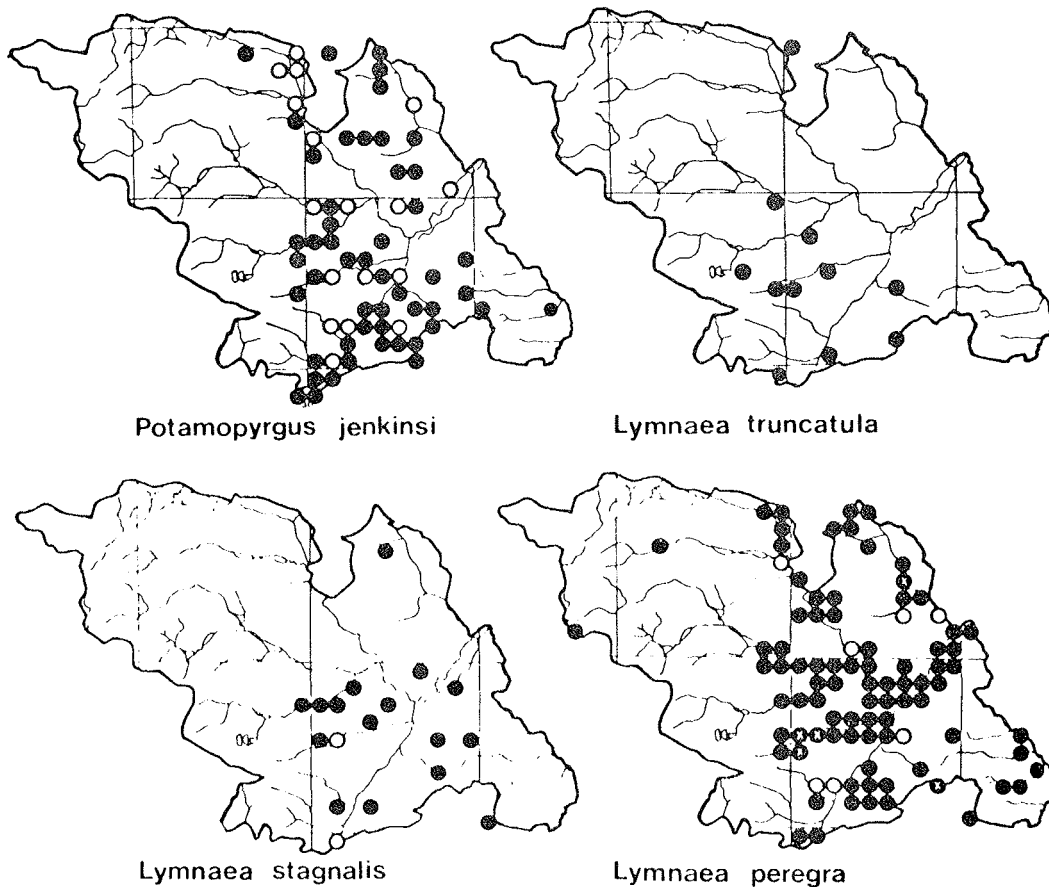 Potamopyrgus jenkinsi
Lymnaea truncatula
Lymnaea stagnalis
Lymnaea peregra